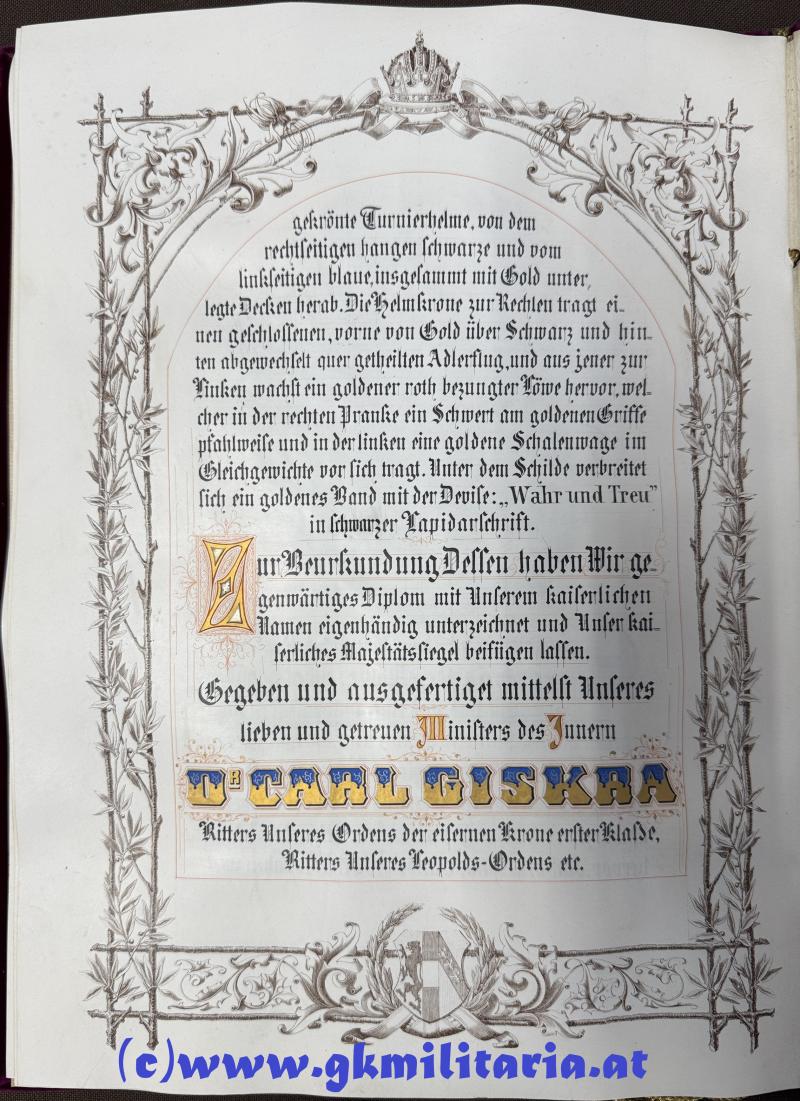 gekrönte Turnierhelme, von dem
rechtseitigen hangen schwarze und vom
linkseitigen blaue, insgesammt mit Gold unter,
legte Decken herab. Die Helmkrone zur Rechten tragt ei-
nen geschlossenen, vorne von Gold über Schwarz und hin-
ten abgewechselt quer getheilten Adlerflug, und aus jener zur
Linken wachst ein goldener roth bezungter Löwe hervor, wel-
cher in der rechten Pranke ein Schwert am goldenen Griffe
pfahlweise und in der linken eine goldene Schalenwage im
Gleichgewichte vor sich tragt. Unter dem Schilde verbreitet
sich ein goldenes Band mit der Devise: „Wahr und Treu"
in schwarzer Lapidarschrift.
Zur Beurkundung Dessen haben Wir ge-
genwärtiges Diplom mit Unserem kaiserlichen
Namen eigenhändig unterzeichnet und Unser kai-
serliches Majestätssiegel beifügen lassen.
Gegeben und ausgefertiget mittelst Unseres
lieben und getreuen Ministers des Innern
DR CARL GISKRA
Ritters Unseres Ordens der eisernen Krone erster Klasse,
Ritters Unseres Leopolds-Ordens etc.
(c)www.gkmilitaria.at